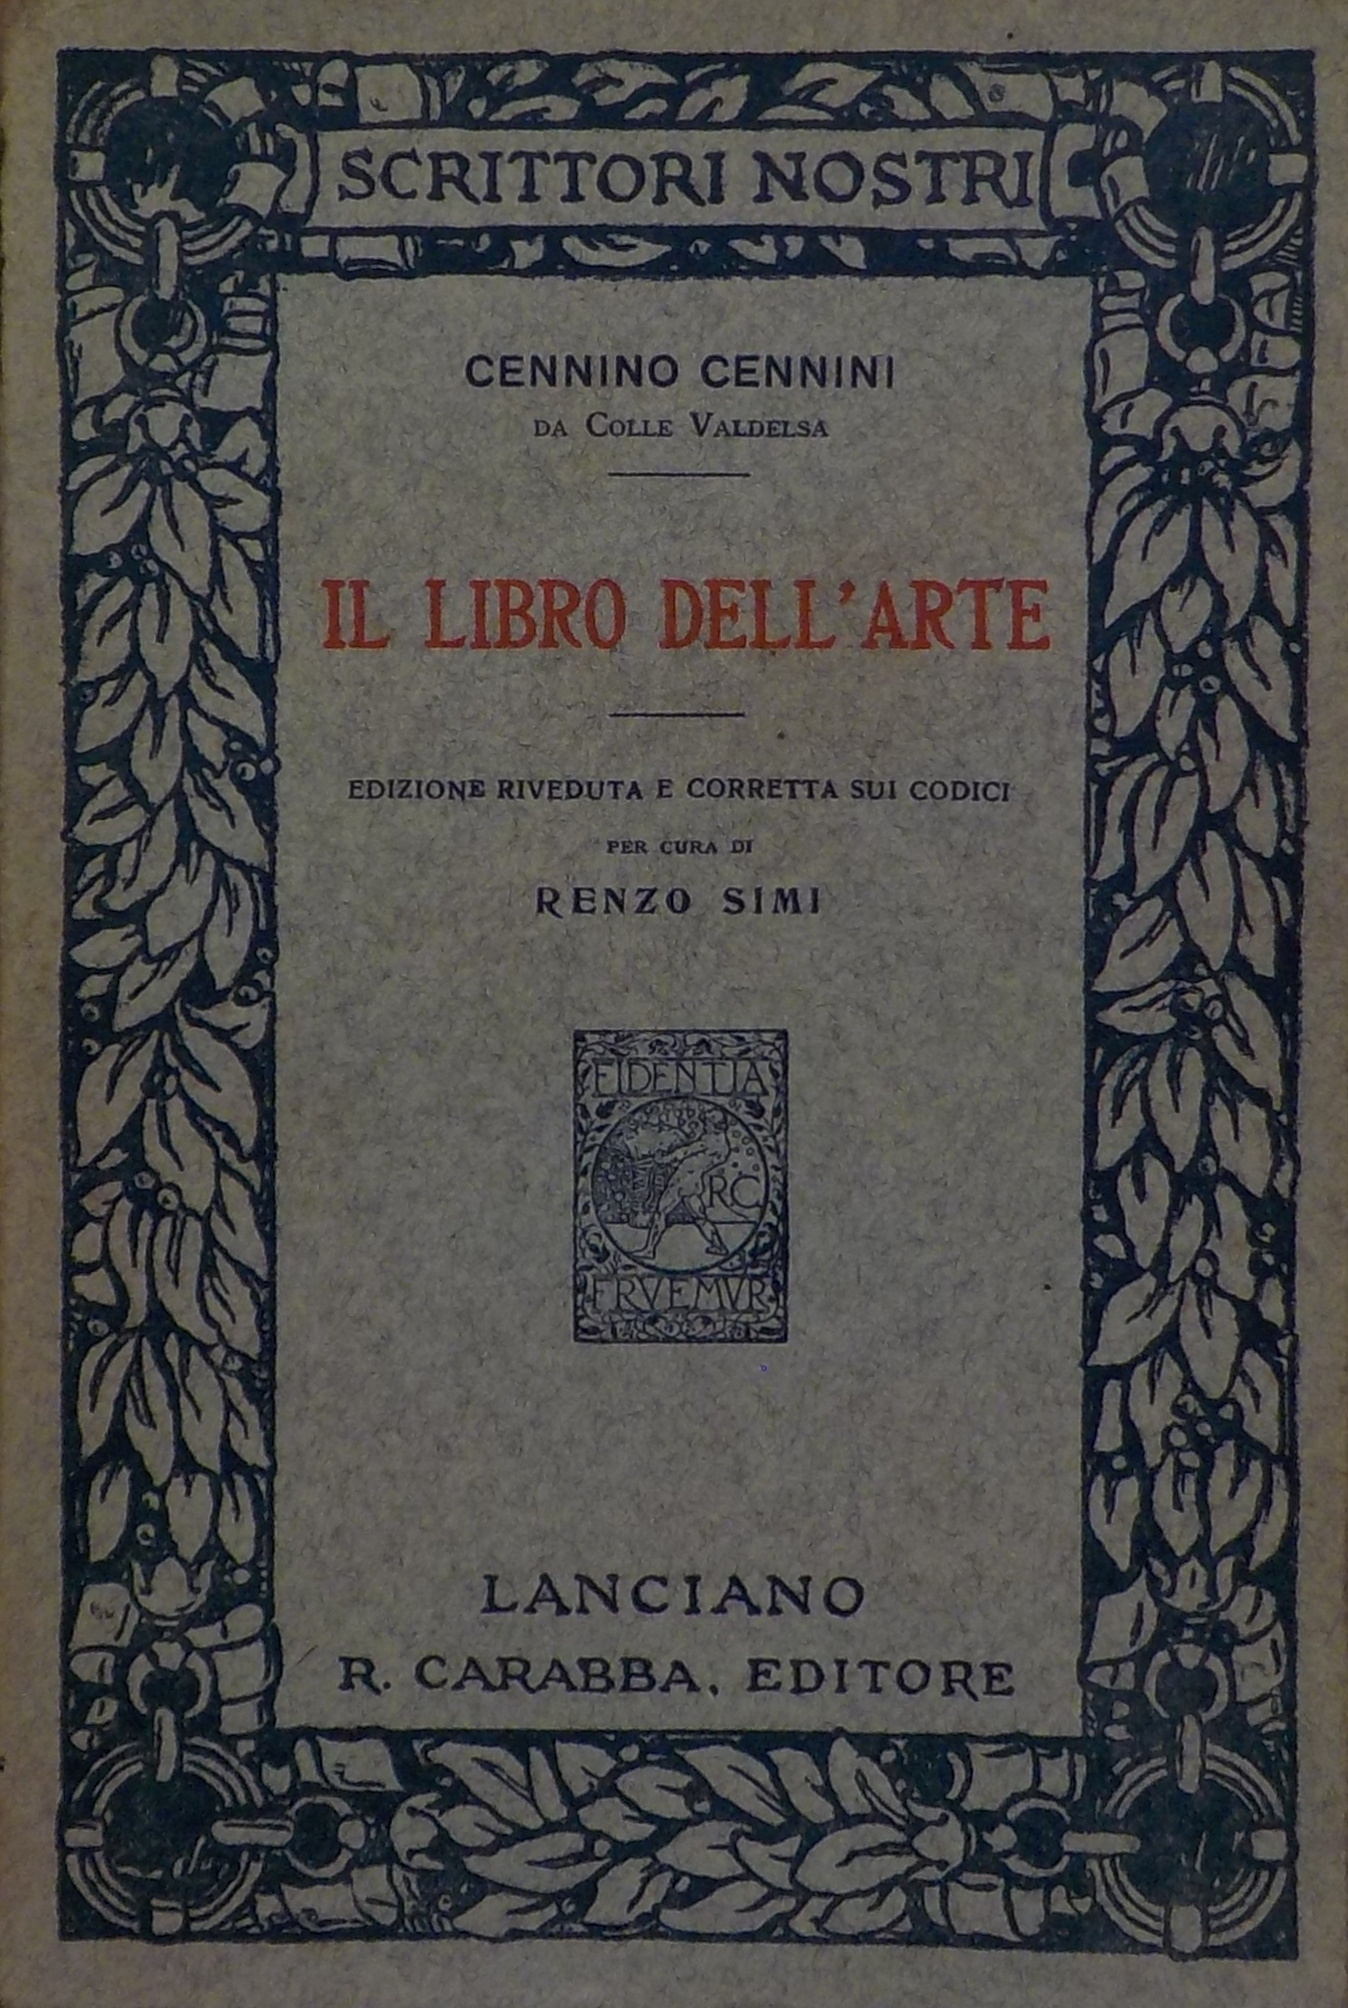 SCRITTORI NOSTRI
CENNINO CENNINI
DA COLLE VALDELSA
IL LIBRO DELL'ARTE
EDIZIONE RIVEDUTA E CORRETTA SUI CODICI
PER CURA DI
RENZO SIMI
FIDENTIA
RC
FRVEMVR
LANCIANO
R. CARABBA, EDITORE